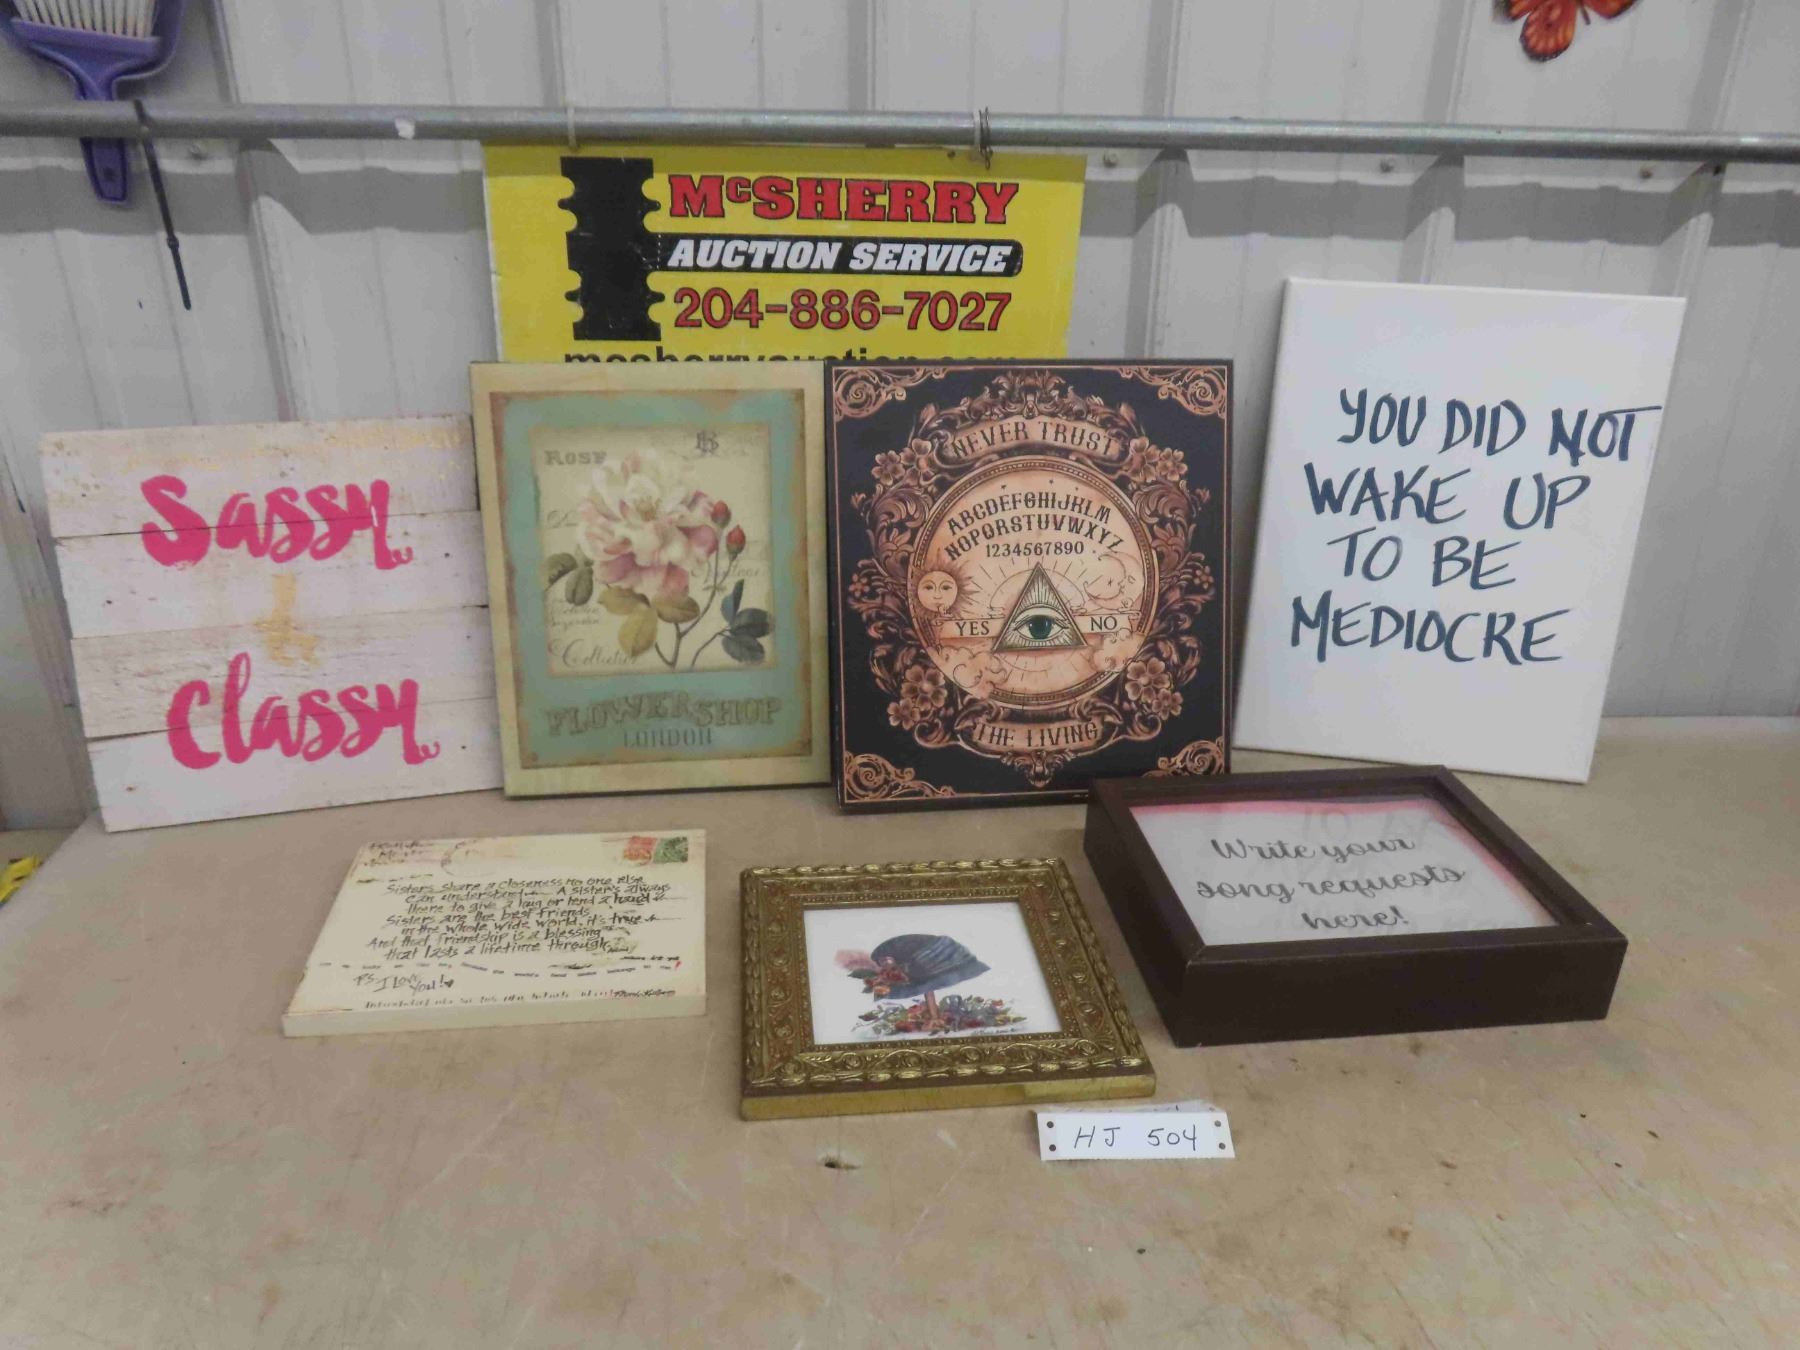 McSHERRY
AUCTION SERVICE
204-886-7027
mcsherryauction.com
Sassy
&
Classy
ROSE
Collection
FLOWER SHOP
LONDON
NEVER TRUST
ABCDEFGHIJKLM
NOPQRSTUVWXYZ
1234567890
YES NO
THE LIVING
YOU DID NOT
WAKE UP
TO BE
MEDIOCRE
Sisters share a closeness no one else
can understand. A sister's always
there to give a hug or lend a hand
Sisters are the best friends
in the whole wide world, it's true
And that friendship is a blessing
that lasts a lifetime through.
PS. I Love
You!
Write your
song requests
here!
HJ 504